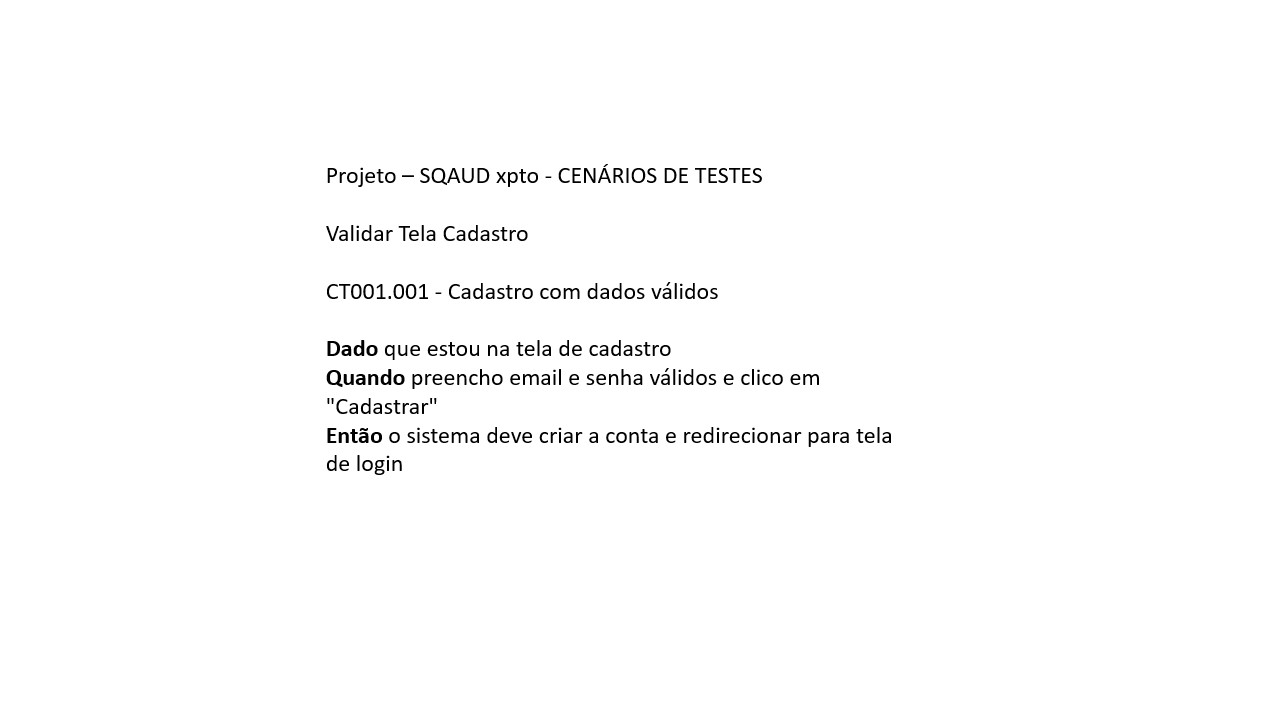 Projeto – SQAUD xpto - CENÁRIOS DE TESTES
Validar Tela Cadastro
CT001.001 - Cadastro com dados válidos
Dado que estou na tela de cadastro
Quando preencho email e senha válidos e clico em
"Cadastrar"
Então o sistema deve criar a conta e redirecionar para tela
de login